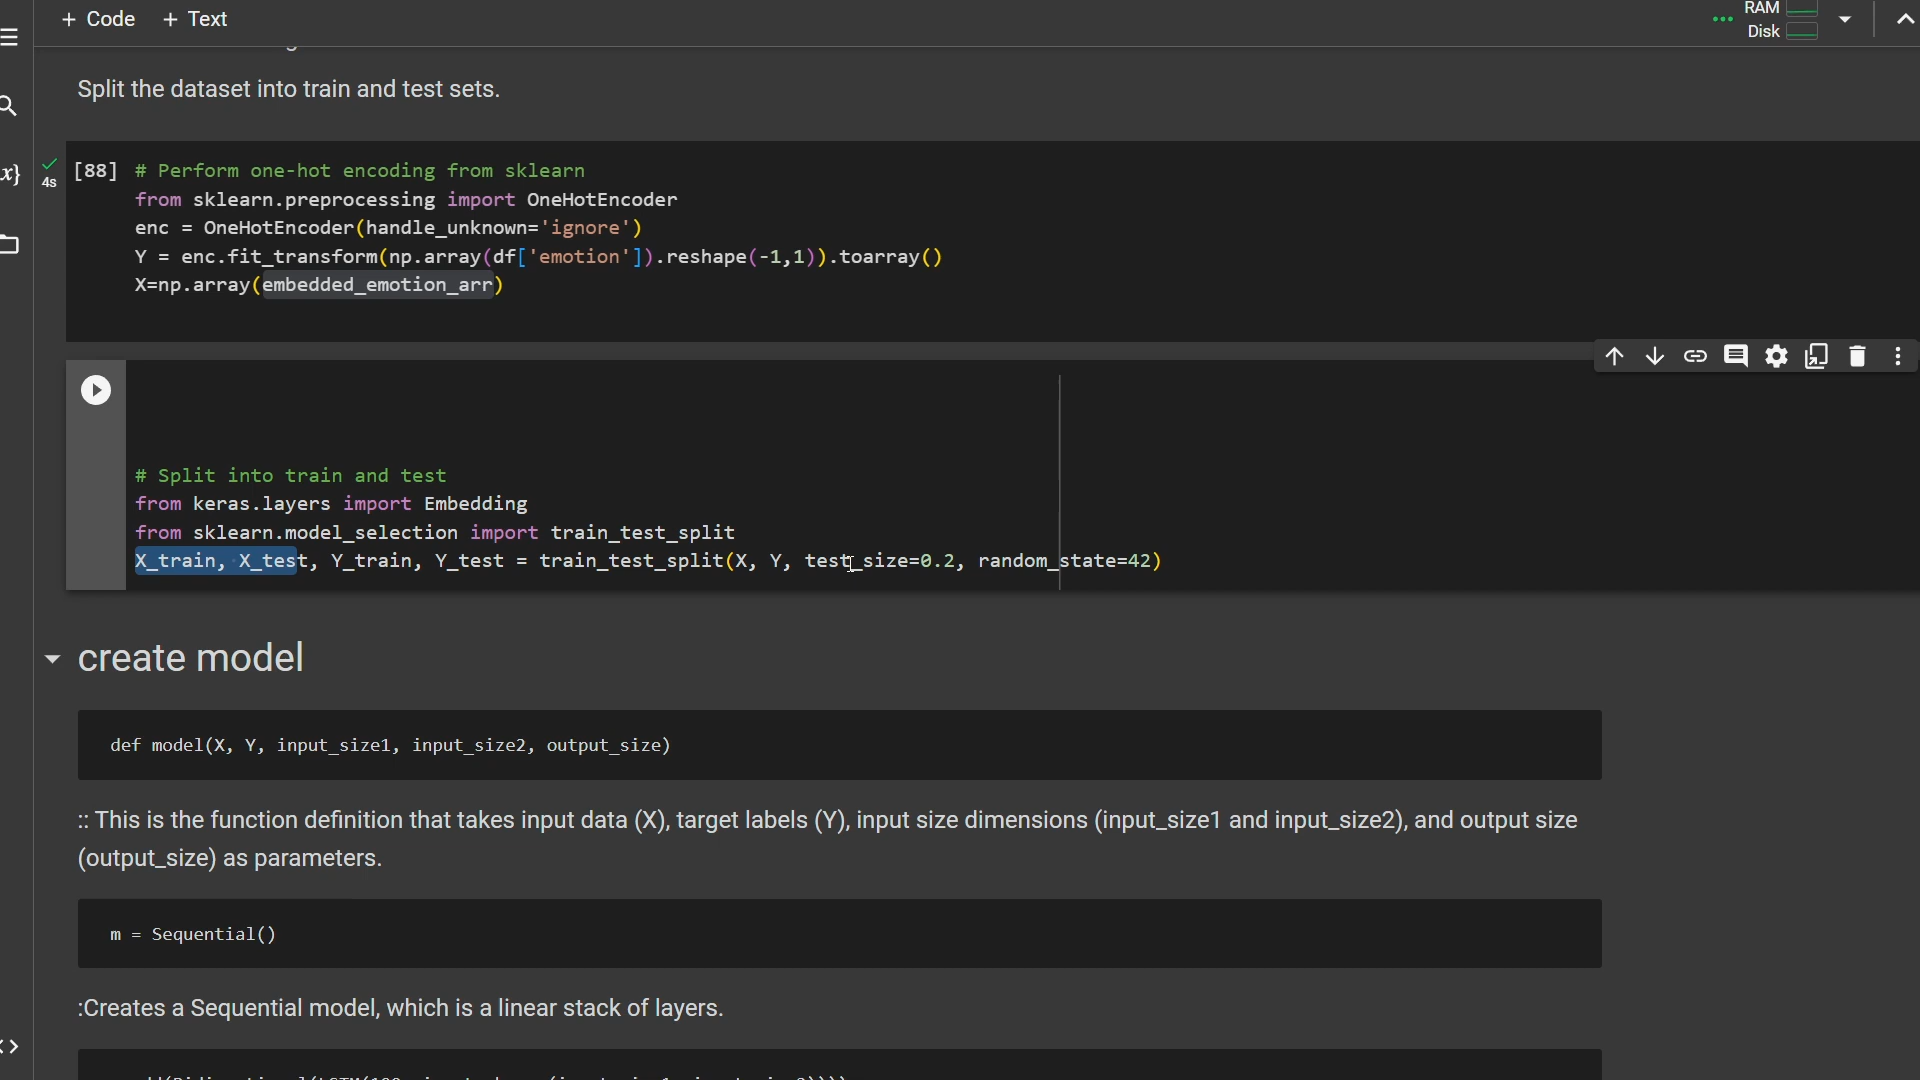 + Code + Text
RAM
Disk
Split the dataset into train and test sets.
4s
[88] # Perform one-hot encoding from sklearn
from sklearn.preprocessing import OneHotEncoder
enc = OneHotEncoder(handle_unknown='ignore')
Y = enc.fit_transform(np.array(df['emotion']).reshape(-1,1)).toarray()
X=np.array(embedded_emotion_arr)
# Split into train and test
from keras.layers import Embedding
from sklearn.model_selection import train_test_split
X_train, X_test, Y_train, Y_test = train_test_split(X, Y, test_size=0.2, random_state=42)
create model
def model(X, Y, input_size1, input_size2, output_size)
:: This is the function definition that takes input data (X), target labels (Y), input size dimensions (input_size1 and input_size2), and output size
(output_size) as parameters.
m = Sequential()
:Creates a Sequential model, which is a linear stack of layers.